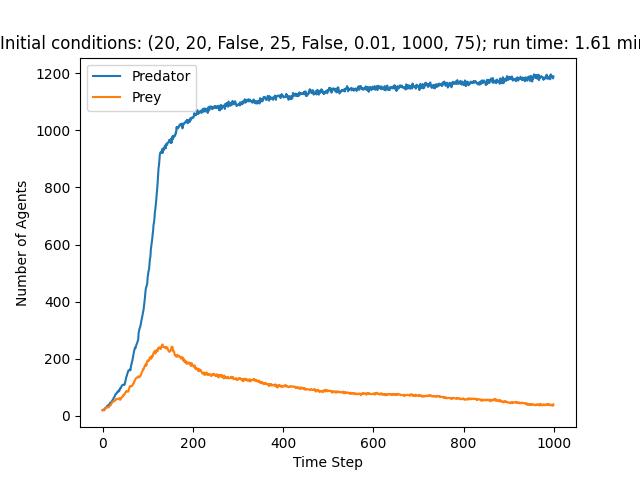 Initial conditions: (20, 20, False, 25, False, 0.01, 1000, 75); run time: 1.61
Predator
Prey
1200
1000
800
600
400
200
0
Number of Agents
0 200 400 600 800 1000
Time Step